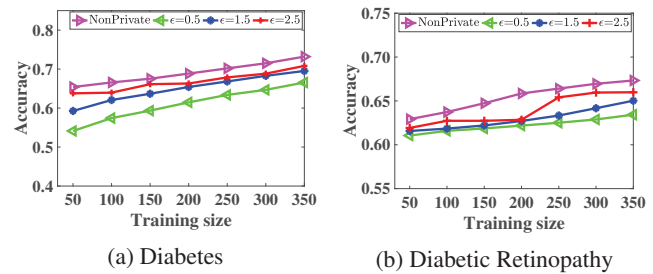 NonPrivate ϵ=0.5 ϵ=1.5 ϵ=2.5
0.8
0.7
0.6
0.5
0.4
Accuracy
50 100 150 200 250 300 350
Training size
(a) Diabetes
NonPrivate ϵ=0.5 ϵ=1.5 ϵ=2.5
0.75
0.70
0.65
0.60
0.55
Accuracy
50 100 150 200 250 300 350
Training size
(b) Diabetic Retinopathy